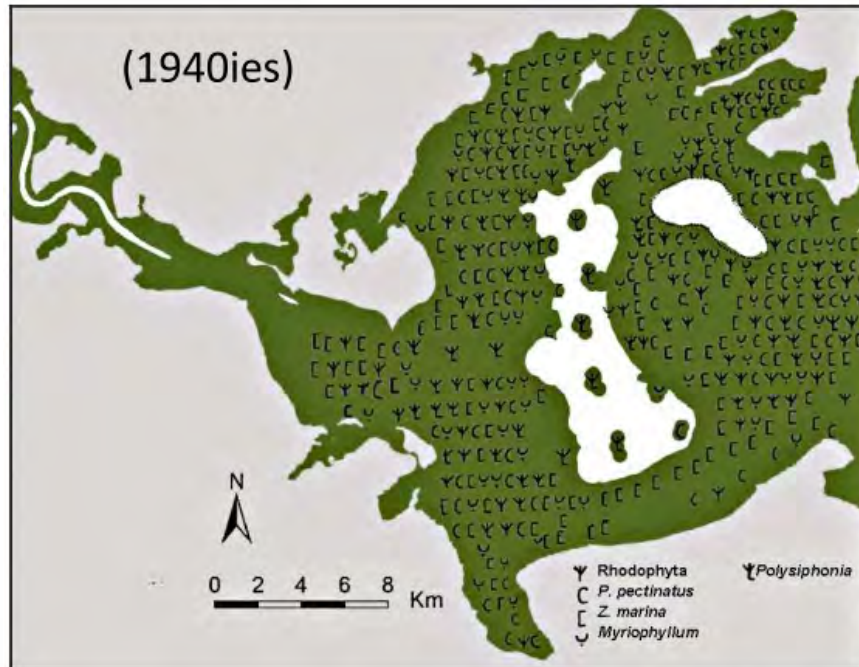 (1940ies)
N
0 2 4 6 8 Km
Rhodophyta
P. pectinatus
Z. marina
Myriophyllum
Polysiphonia